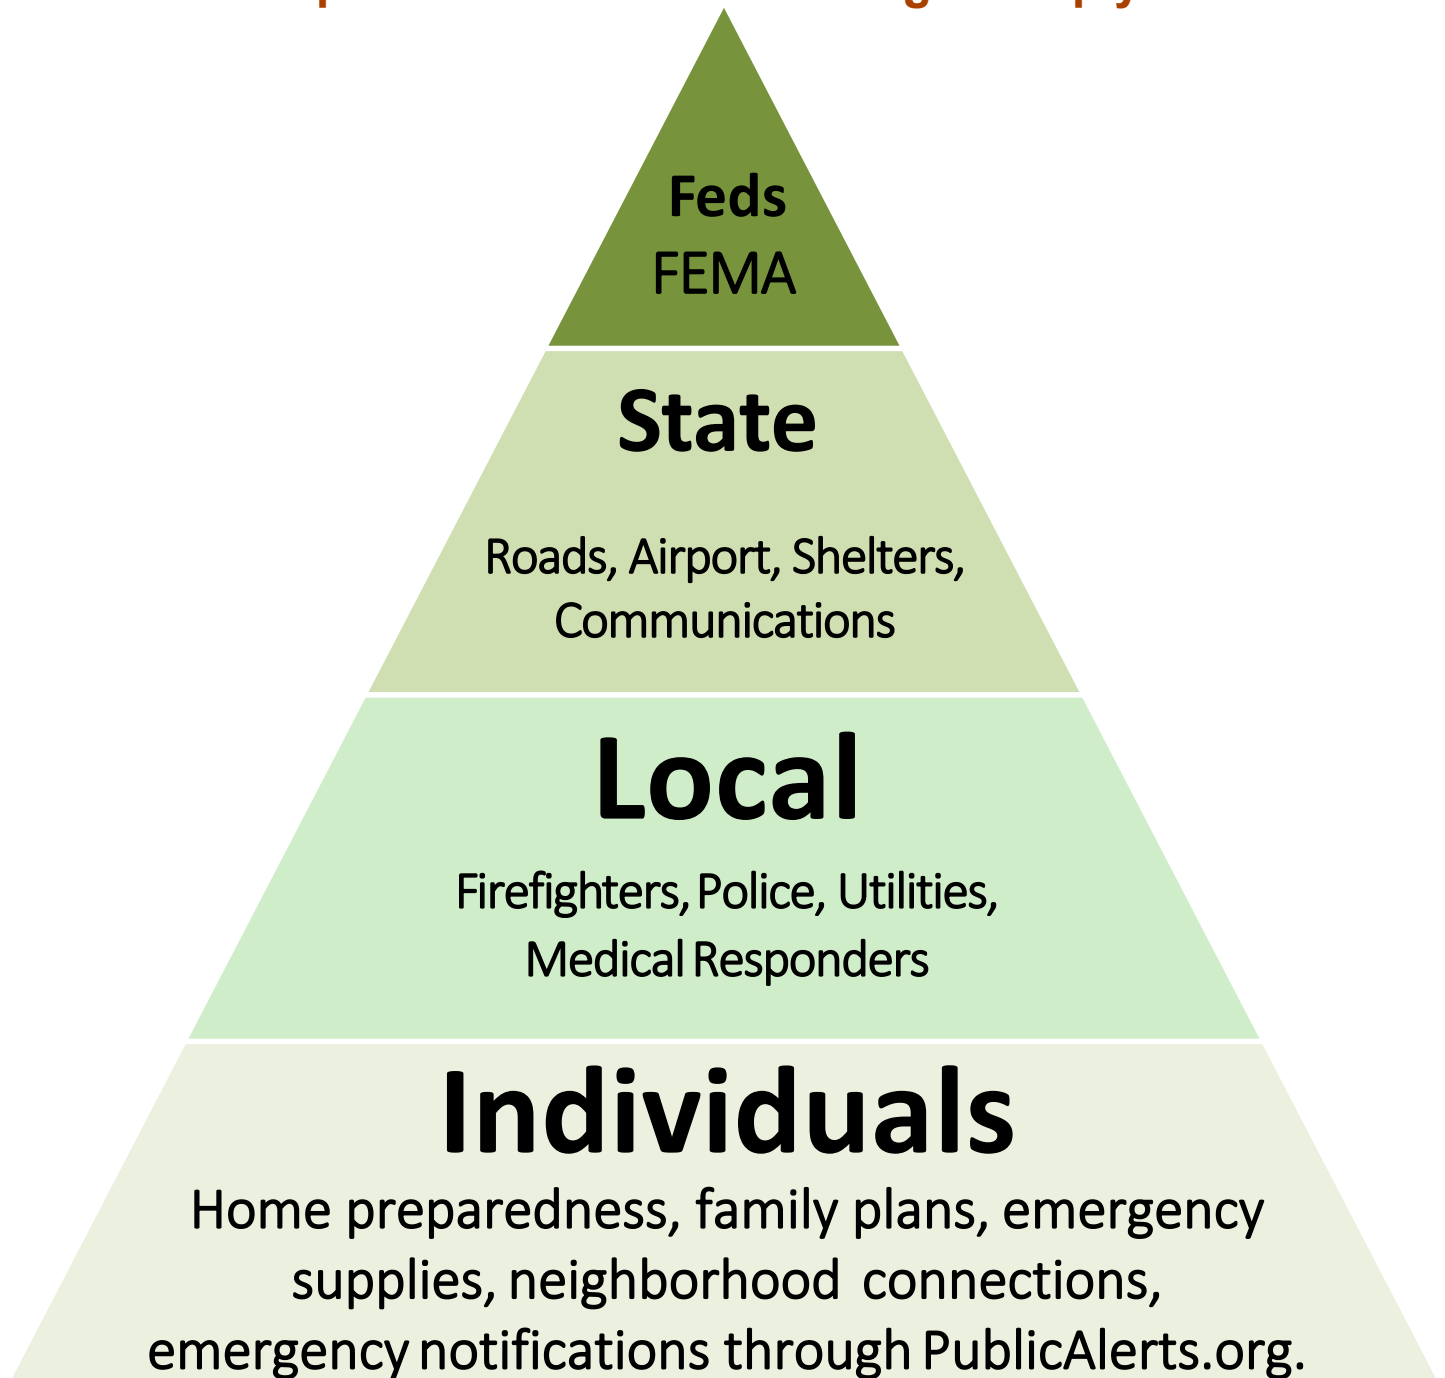 Feds
FEMA
State
Roads, Airport, Shelters,
Communications
Local
Firefighters, Police, Utilities,
Medical Responders
Individuals
Home preparedness, family plans, emergency
supplies, neighborhood connections,
emergency notifications through PublicAlerts.org.